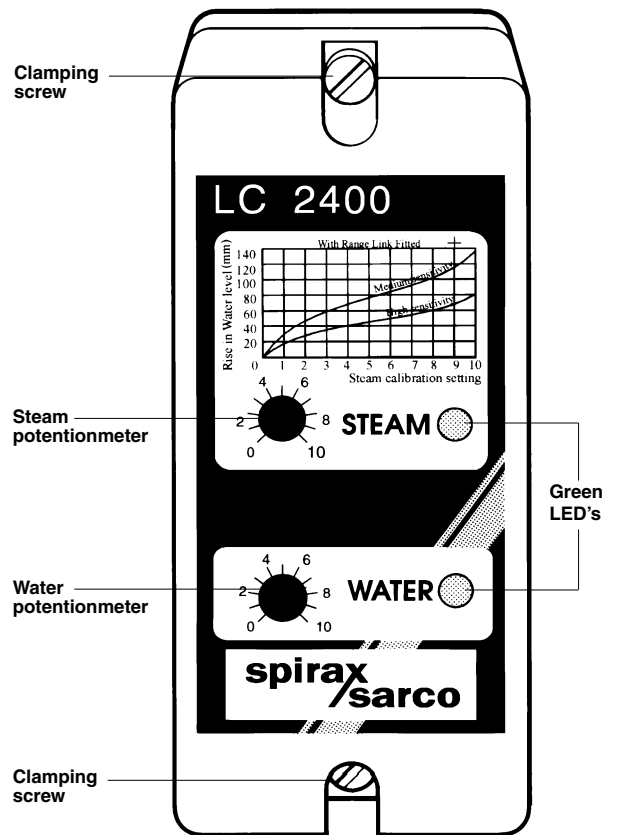 Clamping
screw
LC 2400
With Range Link Fitted
Rise in Water level (mm)
140
120
100
80
60
40
20
Medium sensitivity
High sensitivity
0 1 2 3 4 5 6 7 8 9 10
Steam calibration setting
Steam
potentionmeter
0 2 4 6 8 10
STEAM
Green
LED's
Water
potentionmeter
0 2 4 6 8 10
WATER
spirax
sarco
Clamping
screw